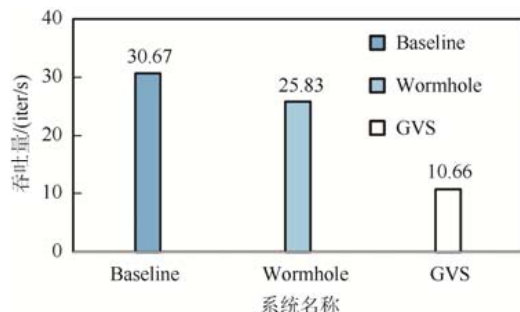 40
30
20
10
0
吞吐量/(iter/s)
30.67
25.83
10.66
Baseline
Wormhole
GVS
Baseline
Wormhole
GVS
系统名称